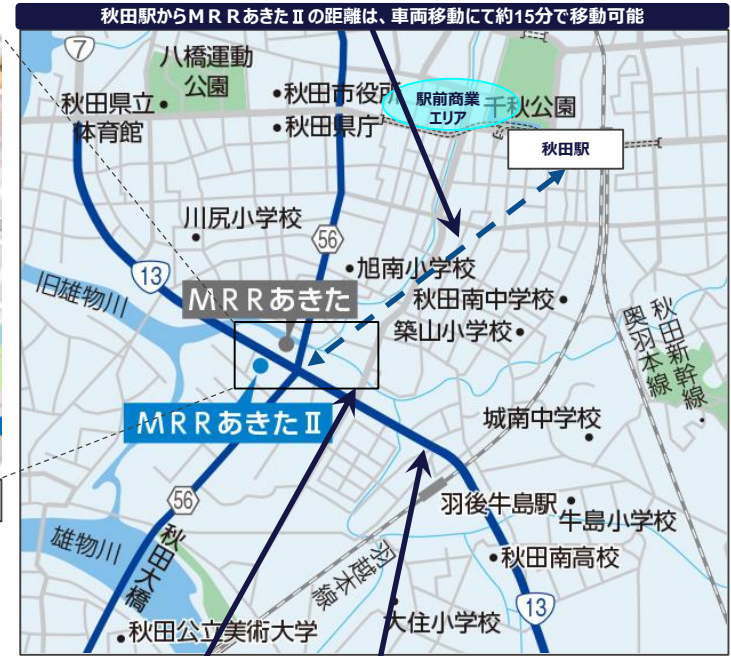 秋田駅からMRRあきたⅡの距離は、車両移動にて約15分で移動可能
7
八橋運動
公園
秋田県立
体育館
秋田市役所
秋田県庁
駅前商業
エリア
千秋公園
秋田駅
川尻小学校
56
13
旭南小学校
旧雄物川
MRRあきた
秋田南中学校
築山小学校
秋田新幹線
奥羽本線
MRRあきたⅡ
城南中学校
56
羽後牛島駅
牛島小学校
雄物川
秋田大橋
羽越本線
秋田南高校
13
大住小学校
秋田公立美術大学